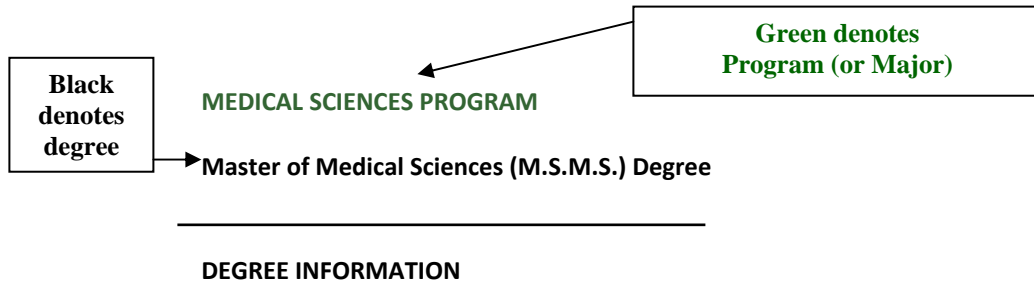 Green denotes
Program (or Major)
Black
denotes
degree
MEDICAL SCIENCES PROGRAM
Master of Medical Sciences (M.S.M.S.) Degree
DEGREE INFORMATION